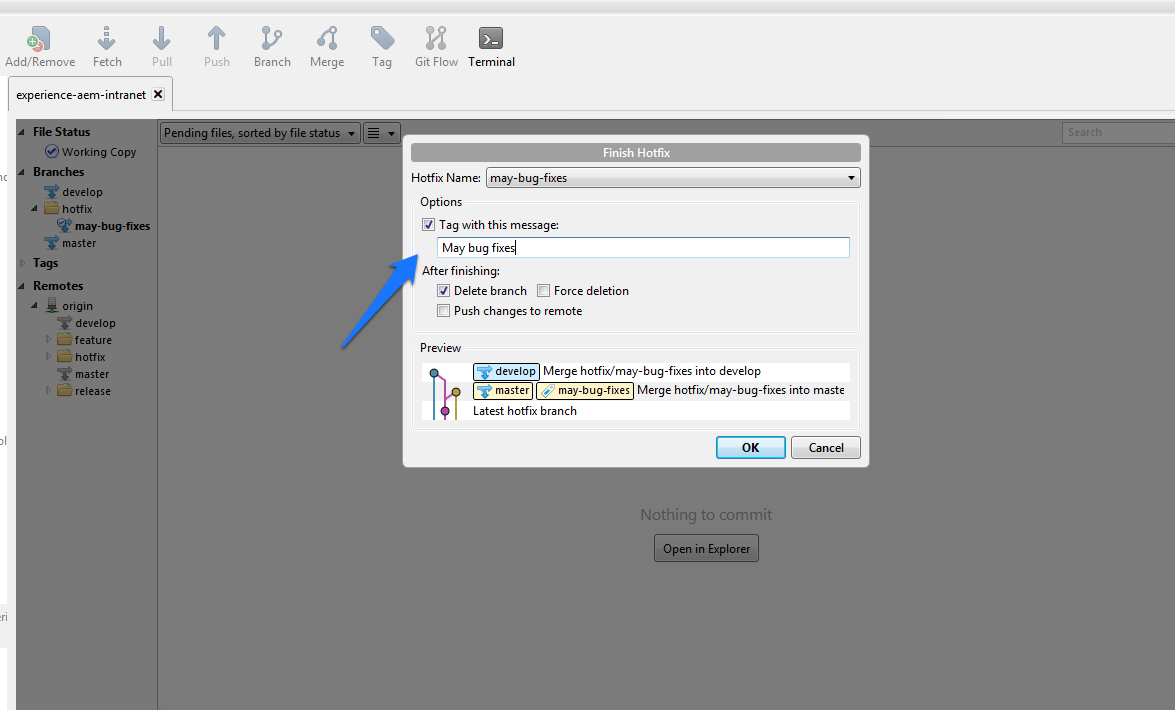 Add/Remove Fetch Pull Push Branch Merge Tag Git Flow Terminal
experience-aem-intranet
File Status
Working Copy
Branches
develop
hotfix
may-bug-fixes
master
Tags
Remotes
origin
develop
feature
hotfix
master
release
Pending files, sorted by file status
Search
Finish Hotfix
Hotfix Name: may-bug-fixes
Options
Tag with this message:
May bug fixes
After finishing:
Delete branch Force deletion
Push changes to remote
Preview
develop Merge hotfix/may-bug-fixes into develop
master may-bug-fixes Merge hotfix/may-bug-fixes into maste
Latest hotfix branch
OK Cancel
Nothing to commit
Open in Explorer